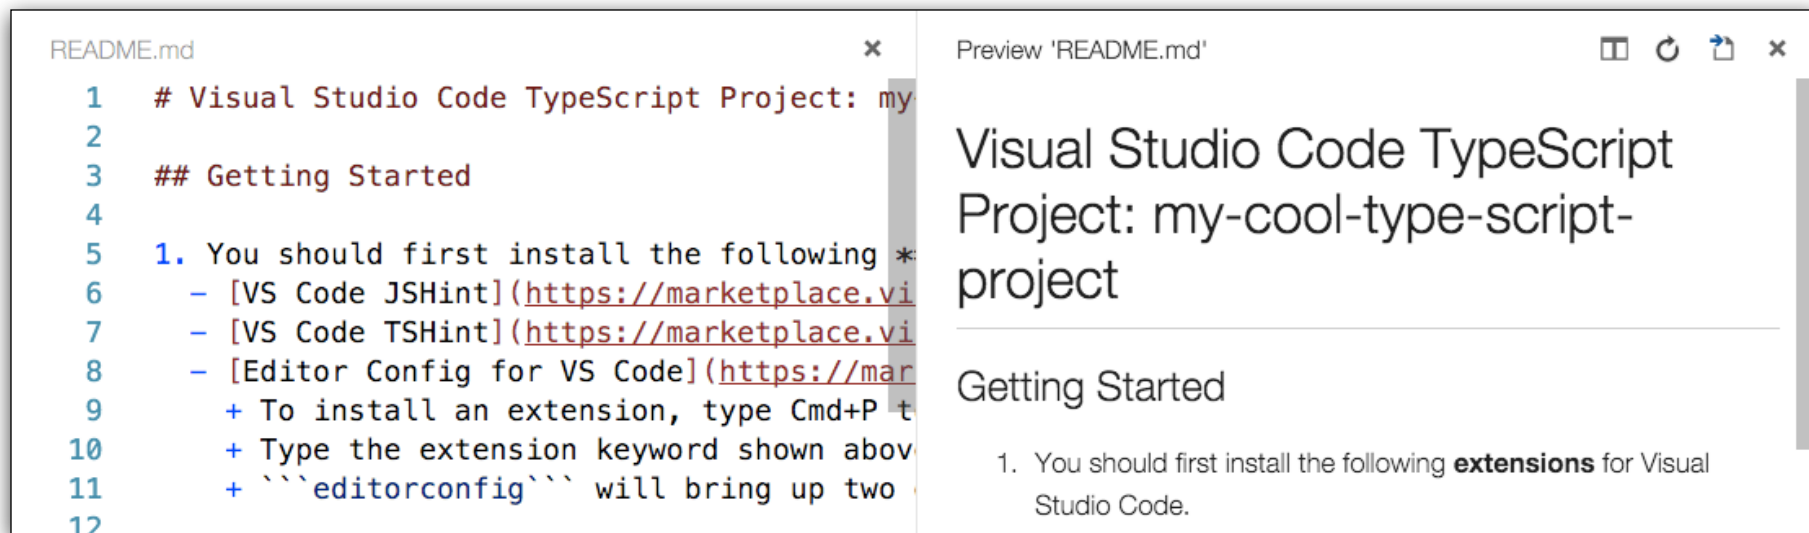 README.md
1 # Visual Studio Code TypeScript Project: my
2
3 ## Getting Started
4
5 1. You should first install the following *
6 - [VS Code JSHint](https://marketplace.vi
7 - [VS Code TSHint](https://marketplace.vi
8 - [Editor Config for VS Code](https://mar
9 + To install an extension, type Cmd+P t
10 + Type the extension keyword shown abov
11 + ```editorconfig``` will bring up two
12
Preview 'README.md'
Visual Studio Code TypeScript
Project: my-cool-type-script-
project
Getting Started
1. You should first install the following extensions for Visual
Studio Code.